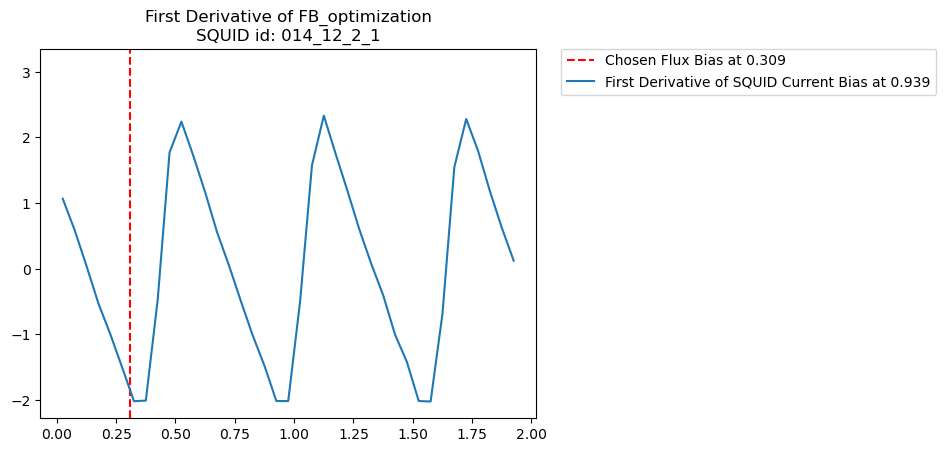 First Derivative of FB_optimization
SQUID id: 014_12_2_1
Chosen Flux Bias at 0.309
First Derivative of SQUID Current Bias at 0.939
3
2
1
0
−1
−2
0.00 0.25 0.50 0.75 1.00 1.25 1.50 1.75 2.00